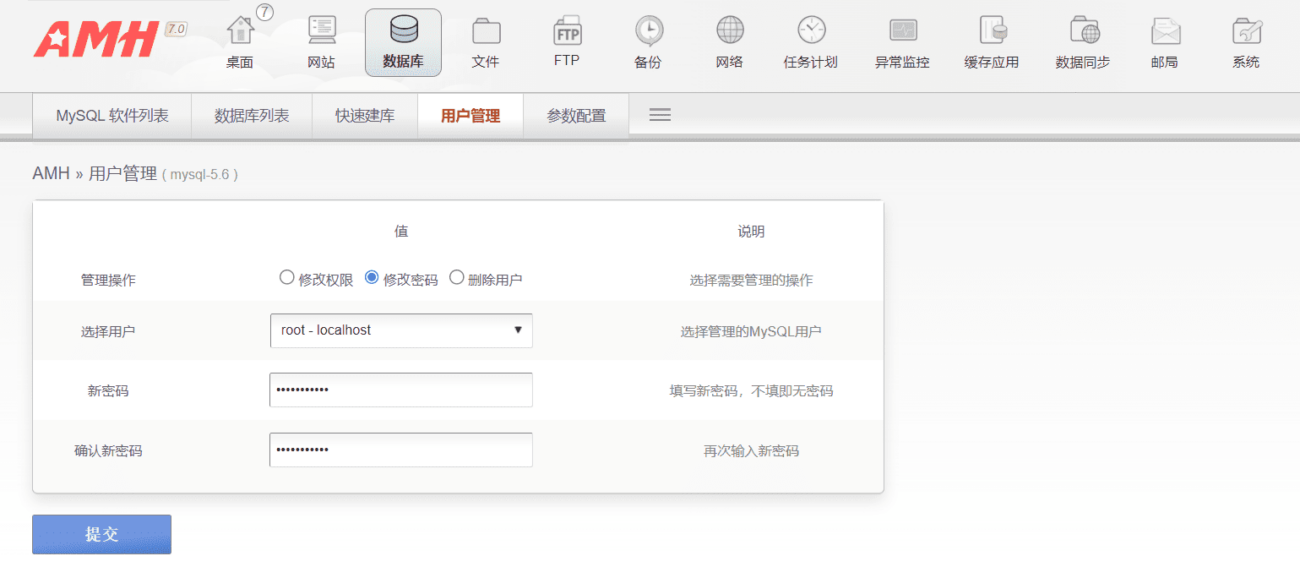 AMH 7.0
7
桌面 网站 数据库 文件 FTP 备份 网络 任务计划 异常监控 缓存应用 数据同步 邮局 系统
FTP
MySQL 软件列表 数据库列表 快速建库 用户管理 参数配置
AMH » 用户管理 ( mysql-5.6 )
值 说明
管理操作 修改权限 修改密码 删除用户 选择需要管理的操作
选择用户 root - localhost 选择管理的MySQL用户
新密码 ••••••••••• 填写新密码，不填即无密码
确认新密码 ••••••••••• 再次输入新密码
提交